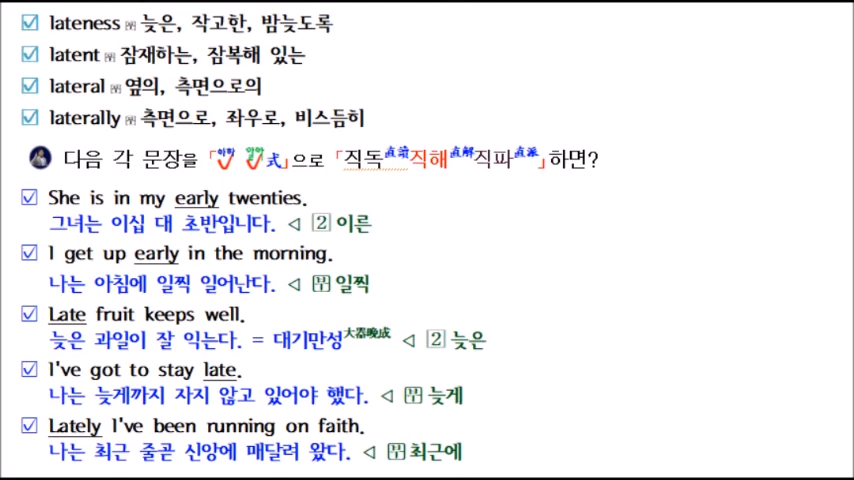 lateness 늦은, 작고한, 밤늦도록
latent 잠재하는, 잠복해 있는
lateral 옆의, 측면으로의
laterally 측면으로, 좌우로, 비스듬히
다음 각 문장을 「아하 알아 式」으로 「직독直讀직해直解직파直派」하면?
She is in my early twenties.
그녀는 이십 대 초반입니다. ◁ 2 이른
I get up early in the morning.
나는 아침에 일찍 일어난다. ◁ 일찍
Late fruit keeps well.
늦은 과일이 잘 익는다. = 대기만성大器晩成 ◁ 2 늦은
I've got to stay late.
나는 늦게까지 자지 않고 있어야 했다. ◁ 늦게
Lately I've been running on faith.
나는 최근 줄곧 신앙에 매달려 왔다. ◁ 최근에